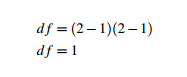 df = (2 − 1)(2 − 1)
df = 1